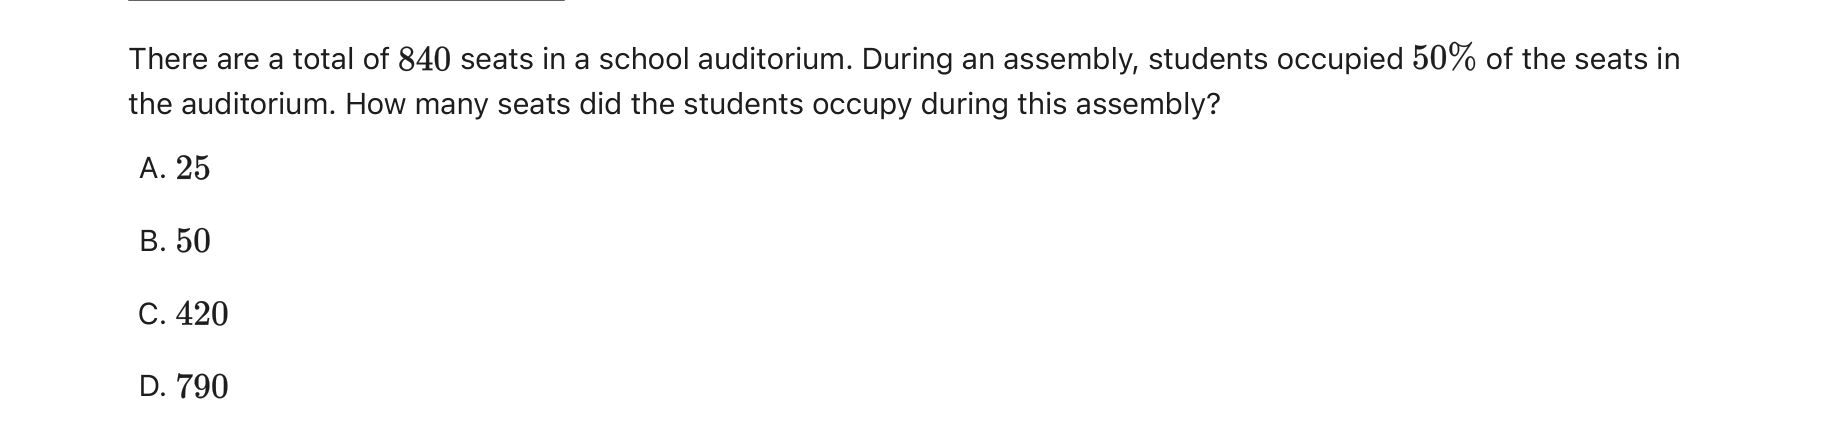 There are a total of 840 seats in a school auditorium. During an assembly, students occupied 50% of the seats in
the auditorium. How many seats did the students occupy during this assembly?
A. 25
B. 50
C. 420
D. 790